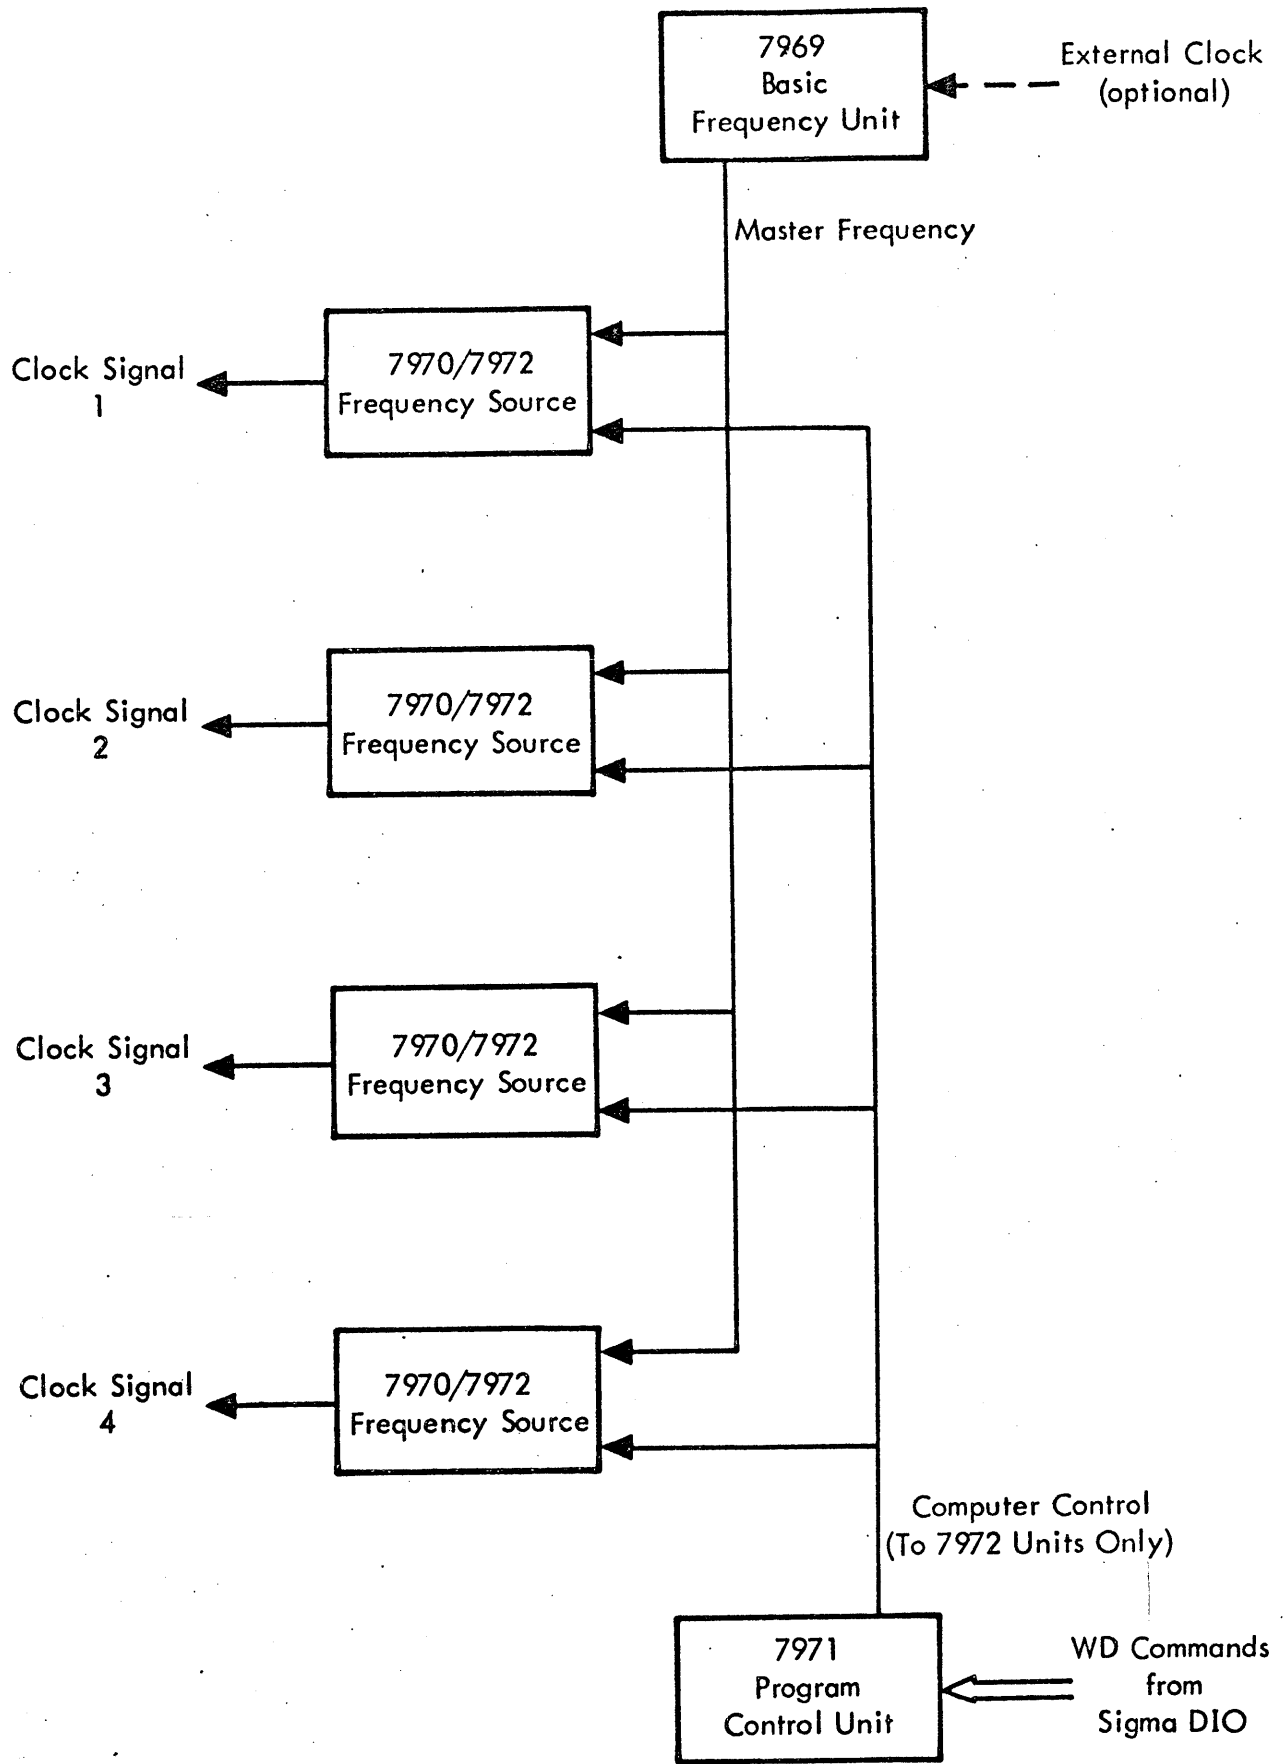 7969
Basic
Frequency Unit
External Clock
(optional)
Master Frequency
Clock Signal
1
7970/7972
Frequency Source
Clock Signal
2
7970/7972
Frequency Source
Clock Signal
3
7970/7972
Frequency Source
Clock Signal
4
7970/7972
Frequency Source
Computer Control
(To 7972 Units Only)
7971
Program
Control Unit
WD Commands
from
Sigma DIO